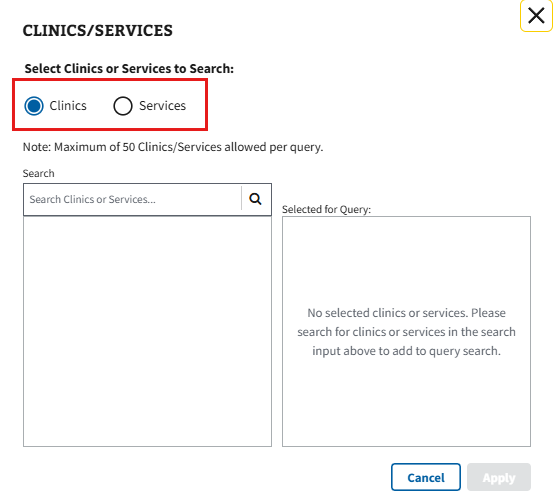 CLINICS/SERVICES
Select Clinics or Services to Search:
Clinics Services
Note: Maximum of 50 Clinics/Services allowed per query.
Search
Search Clinics or Services...
Selected for Query:
No selected clinics or services. Please
search for clinics or services in the search
input above to add to query search.
Cancel Apply